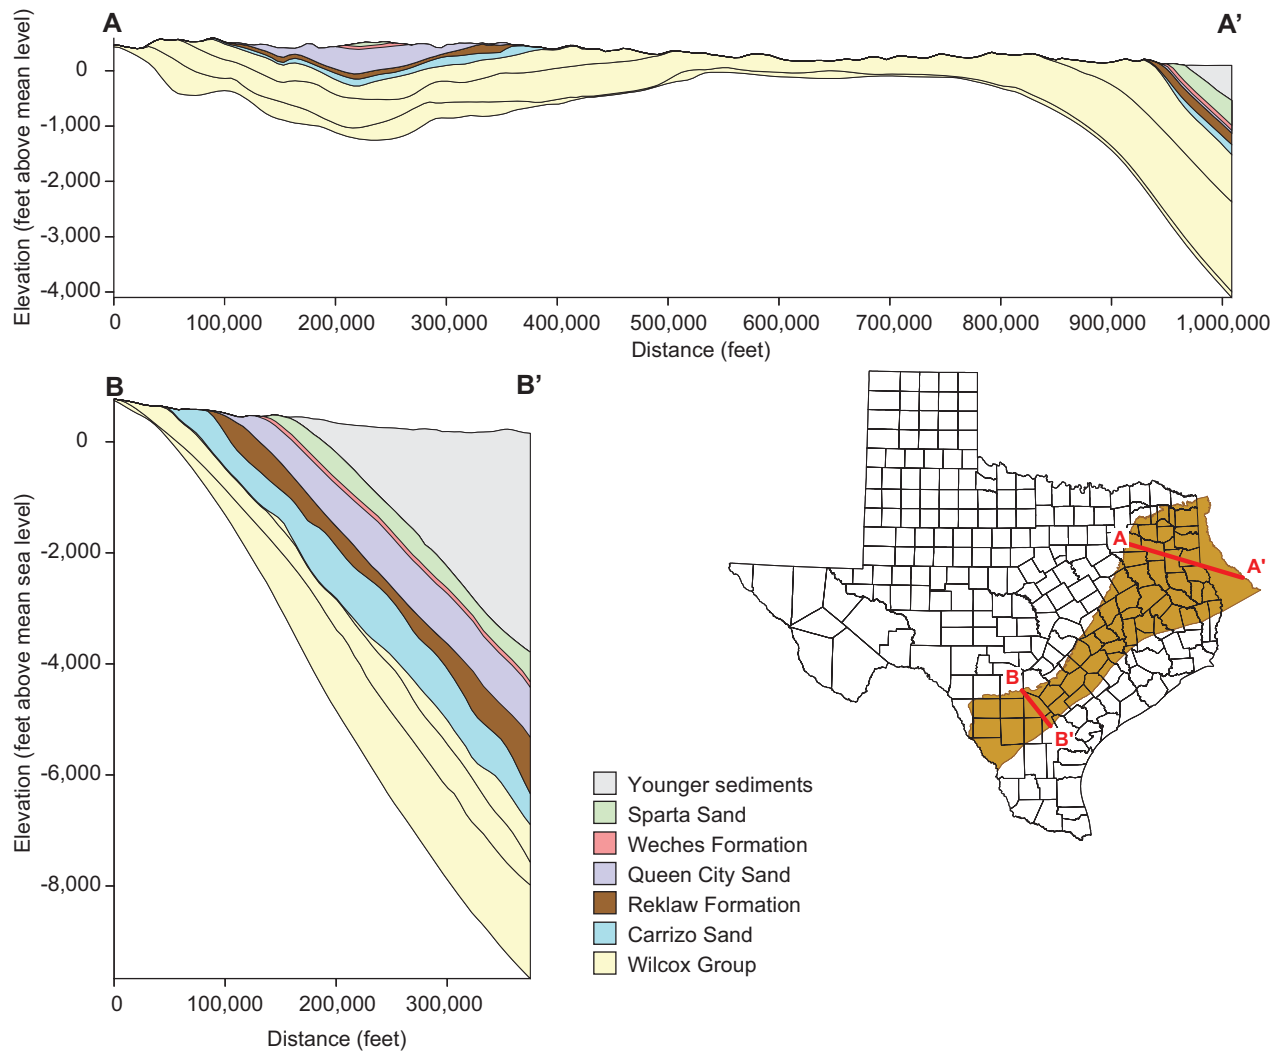 A
A’
Elevation (feet above mean level)
0
-1,000
-2,000
-3,000
-4,000
0
100,000
200,000
300,000
400,000
500,000
600,000
700,000
800,000
900,000
1,000,000
Distance (feet)
B
B’
Elevation (feet above mean sea level)
0
-2,000
-4,000
-6,000
-8,000
0
100,000
200,000
300,000
Distance (feet)
Younger sediments
Sparta Sand
Weches Formation
Queen City Sand
Reklaw Formation
Carrizo Sand
Wilcox Group
A
A'
B
B'